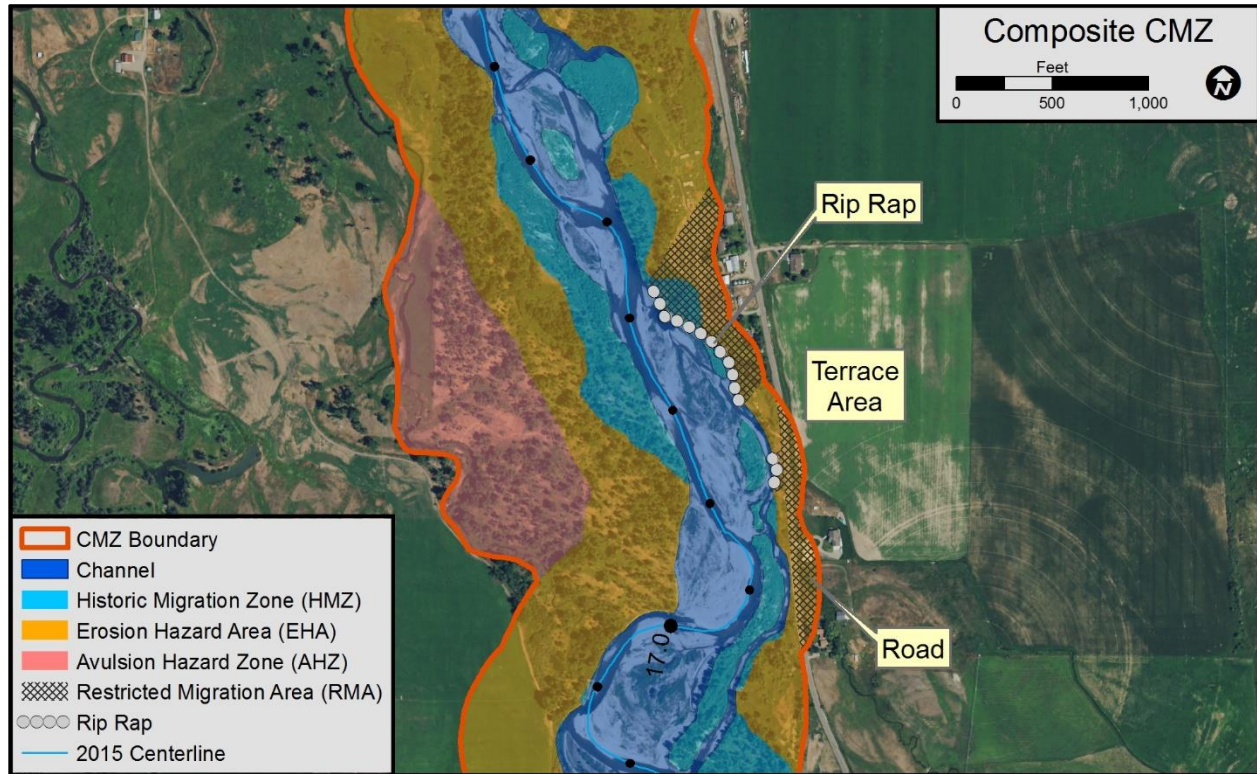 Composite CMZ
Feet
0 500 1,000
N
Rip Rap
Terrace
Area
17.0
Road
CMZ Boundary
Channel
Historic Migration Zone (HMZ)
Erosion Hazard Area (EHA)
Avulsion Hazard Zone (AHZ)
Restricted Migration Area (RMA)
Rip Rap
2015 Centerline